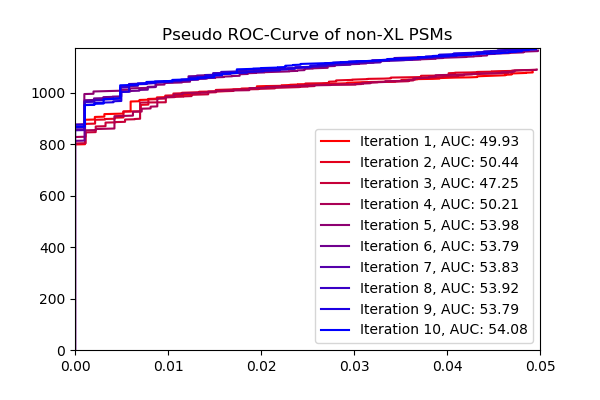 Pseudo ROC-Curve of non-XL PSMs
1000
800
600
400
200
0
Iteration 1, AUC: 49.93
Iteration 2, AUC: 50.44
Iteration 3, AUC: 47.25
Iteration 4, AUC: 50.21
Iteration 5, AUC: 53.98
Iteration 6, AUC: 53.79
Iteration 7, AUC: 53.83
Iteration 8, AUC: 53.92
Iteration 9, AUC: 53.79
Iteration 10, AUC: 54.08
0.00 0.01 0.02 0.03 0.04 0.05